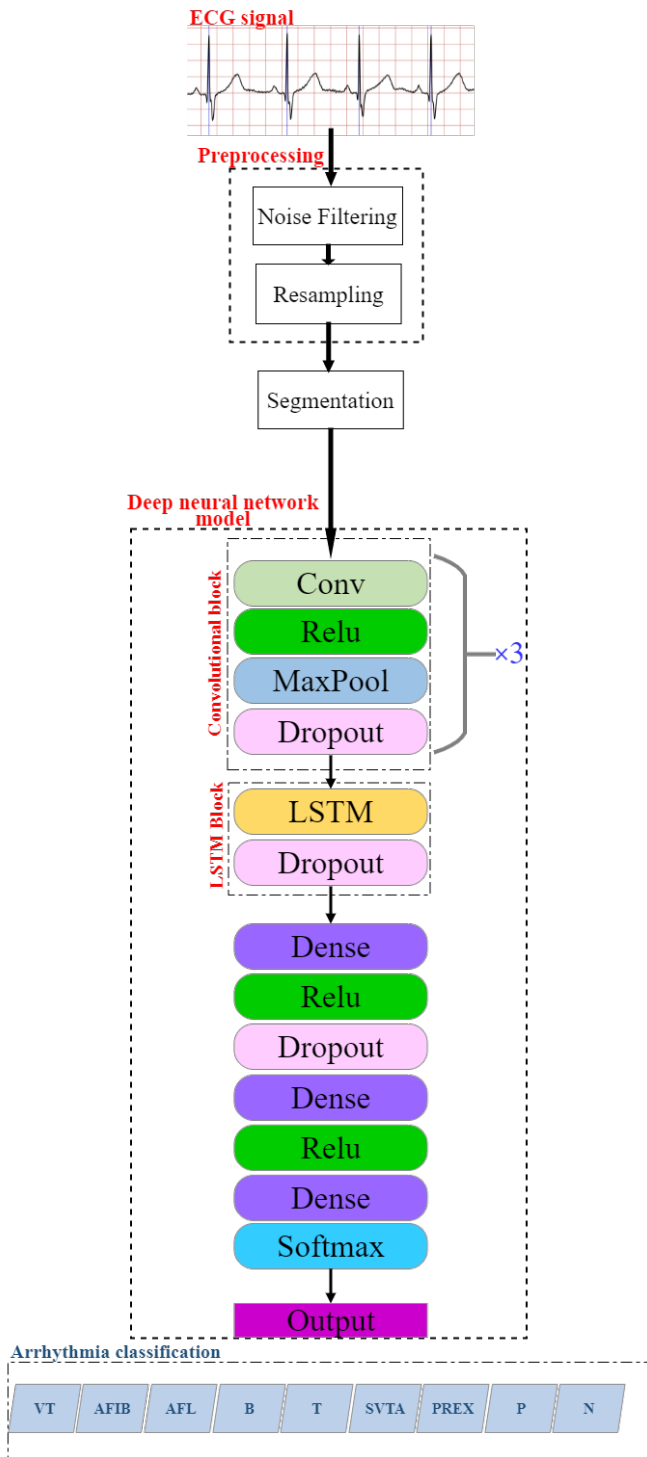 ECG signal
Preprocessing
Noise Filtering
Resampling
Segmentation
Deep neural network
model
Convolutional block
Conv
Relu
MaxPool
Dropout
×3
LSTM Block
LSTM
Dropout
Dense
Relu
Dropout
Dense
Relu
Dense
Softmax
Output
Arrhythmia classification
VT AFIB AFL B T SVTA PREX P N